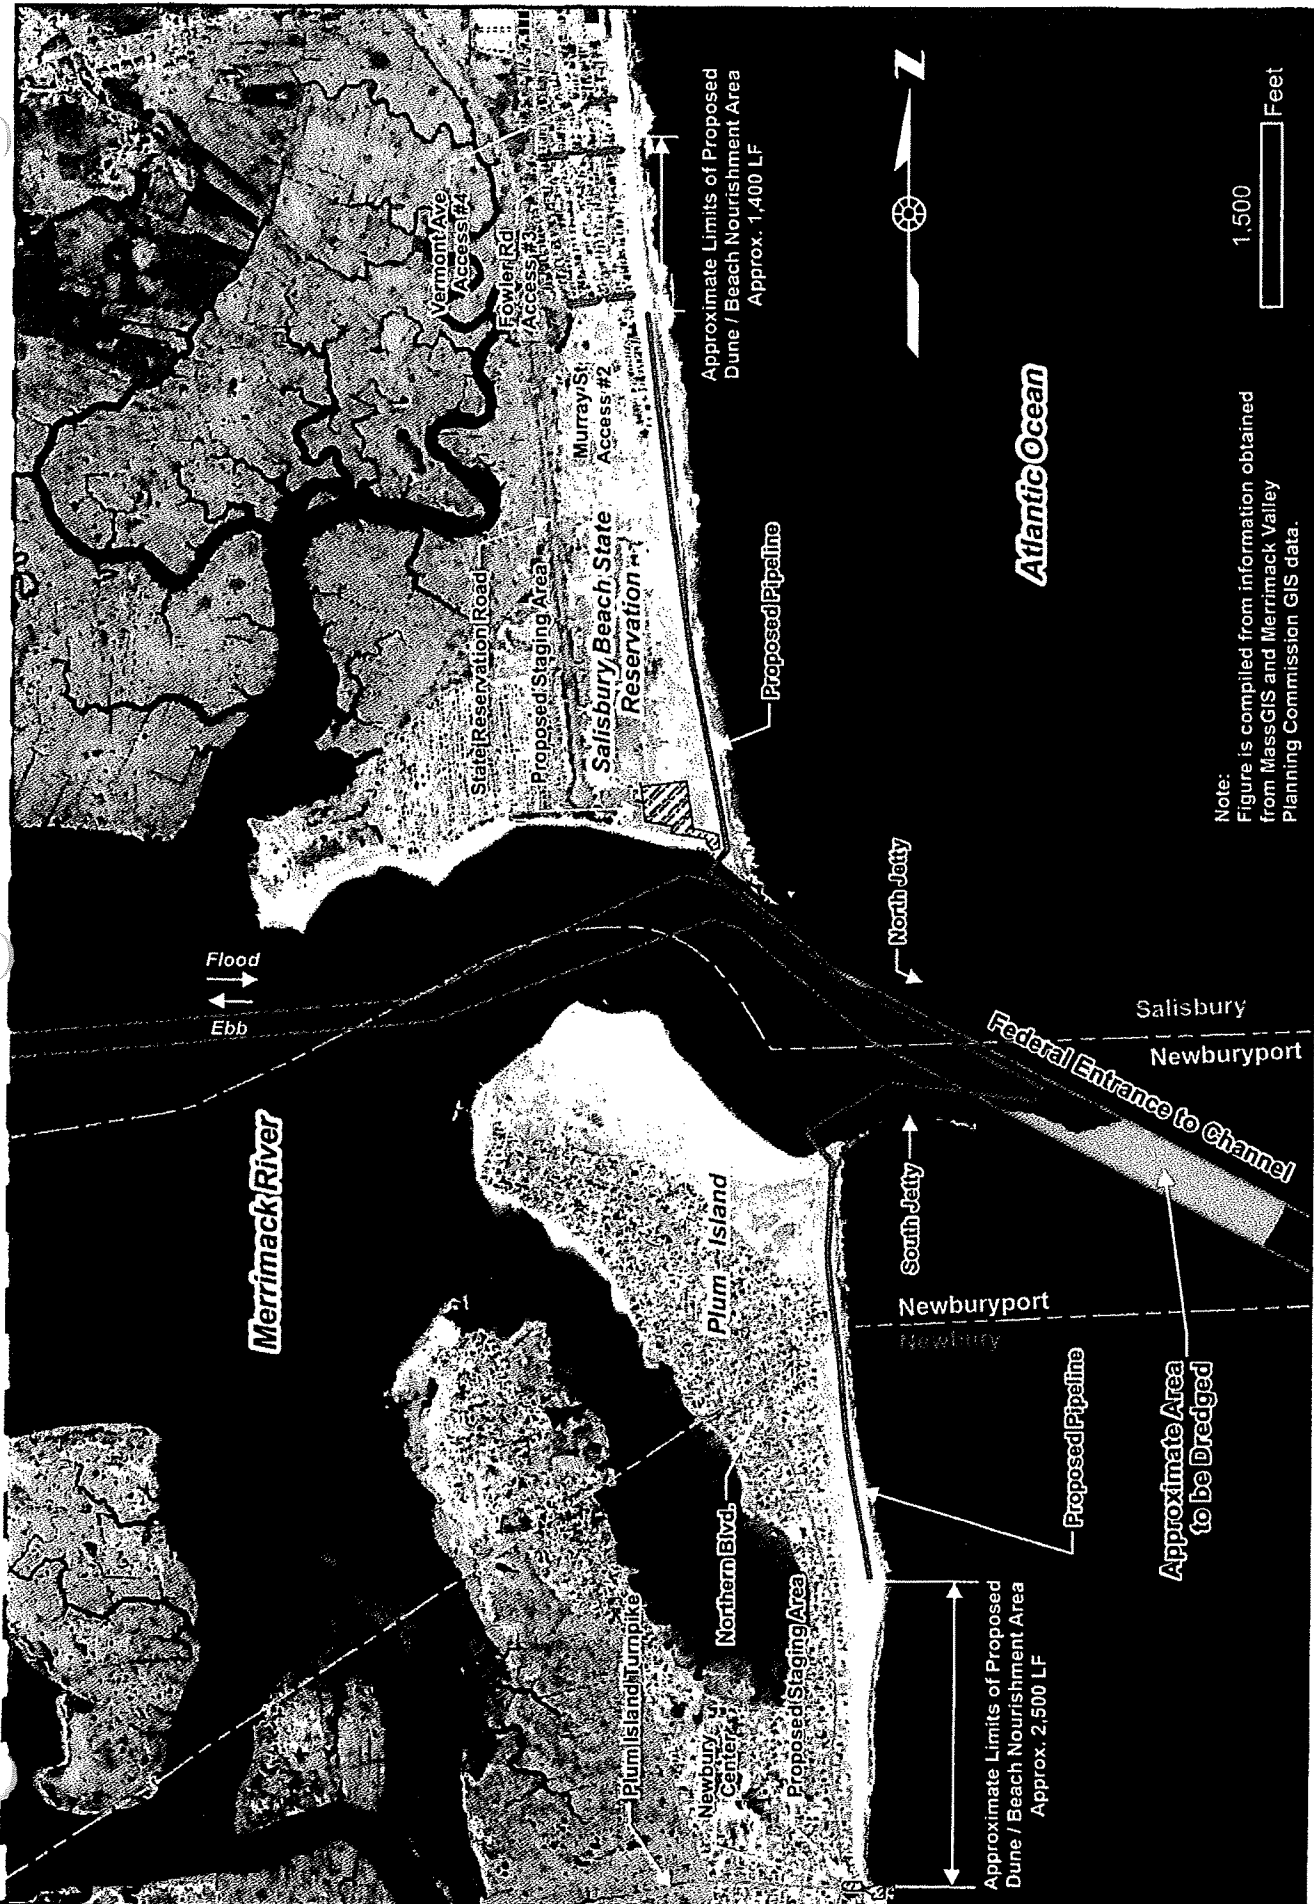 Vermont Ave
Access #4
Fowler Rd
Access #3
Murray St
Access #2
Approximate Limits of Proposed
Dune / Beach Nourishment Area
Approx. 1,400 LF
N
1,500
Feet
Atlantic Ocean
State Reservation Road
Proposed Staging Area
Salisbury Beach State
Reservation
Proposed Pipeline
Note:
Figure is compiled from information obtained
from MassGIS and Merrimack Valley
Planning Commission GIS data.
Flood
Ebb
North Jetty
Salisbury
Newburyport
Federal Entrance to Channel
Merrimack River
Plum Island
South Jetty
Newburyport
Newbury
Proposed Pipeline
Approximate Area
to be Dredged
Northern Blvd.
Plum Island Turnpike
Newbury
Center
Proposed Staging Area
Approximate Limits of Proposed
Dune / Beach Nourishment Area
Approx. 2,500 LF